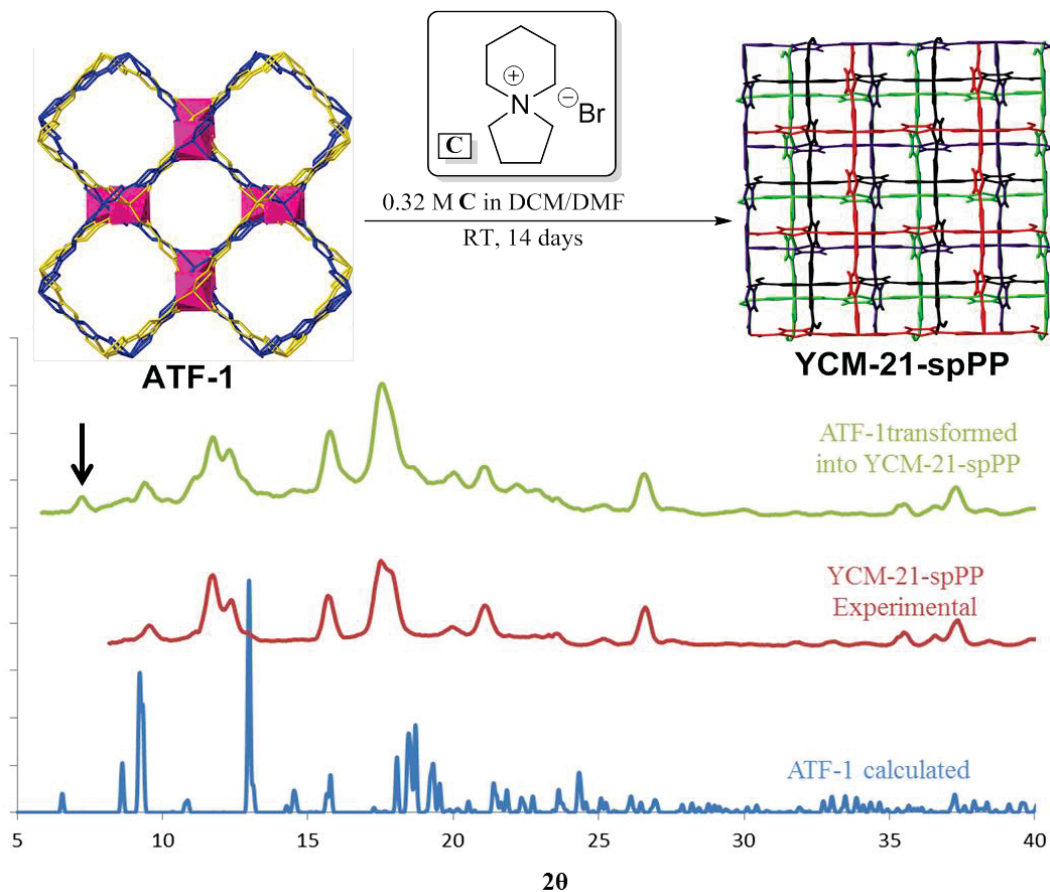 ⊕
N
⊖
Br
C
0.32 M C in DCM/DMF
RT, 14 days
ATF-1
YCM-21-spPP
ATF-1transformed
into YCM-21-spPP
YCM-21-spPP
Experimental
ATF-1 calculated
5 10 15 20 25 30 35 40
2θ